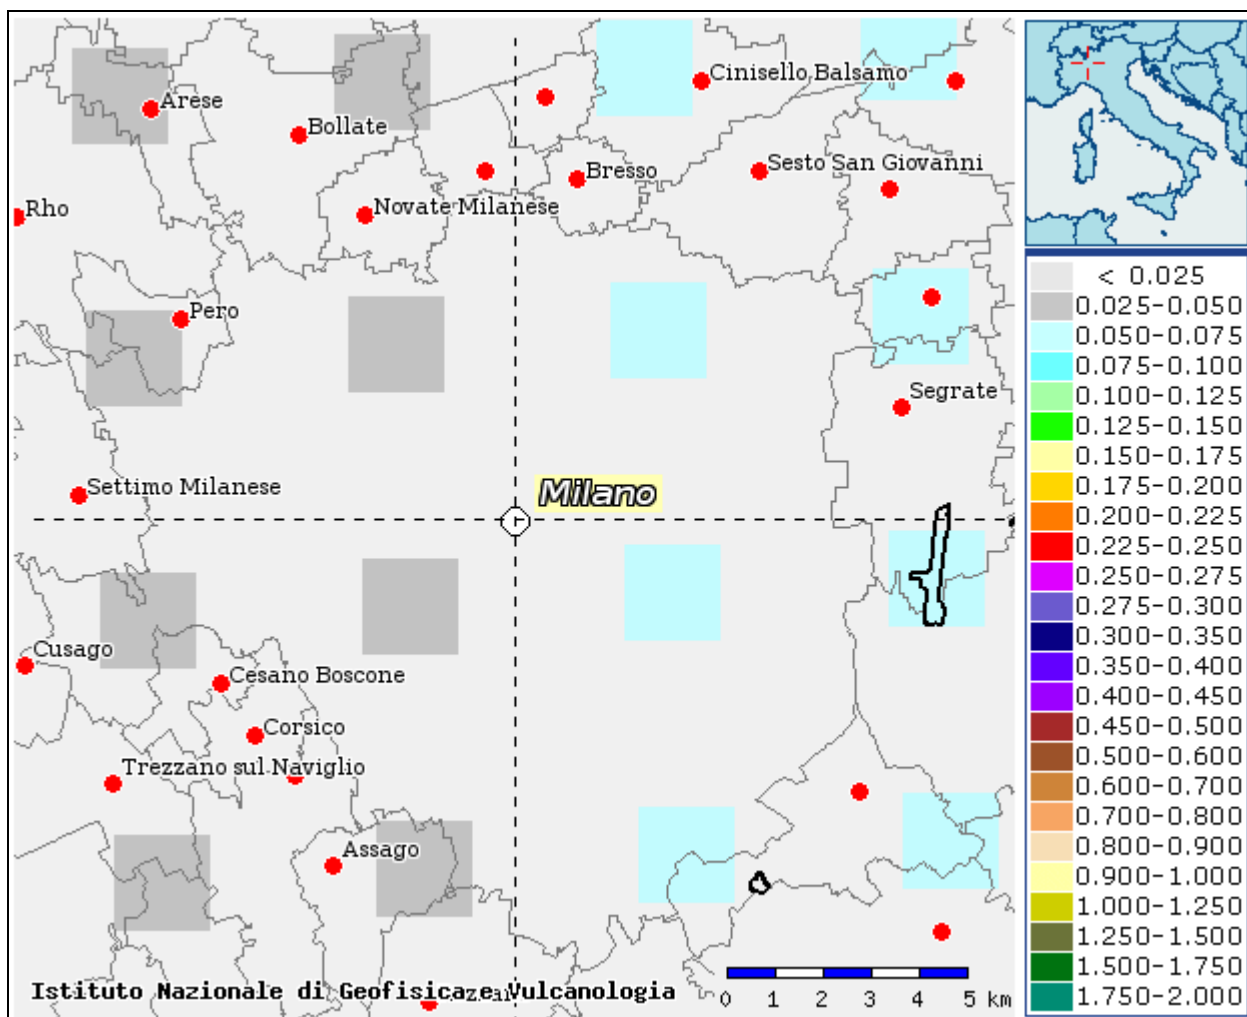 Cinisello Balsamo
Arese
Bollate
Bresso
Sesto San Giovanni
Rho
Novate Milanese
Pero
Segrate
Settimo Milanese
Milano
Cusago
Cesano Boscone
Corsico
Trezzano sul Naviglio
Assago
Istituto Nazionale di Geofisica e Vulcanologia
0 1 2 3 4 5 km
< 0.025
0.025-0.050
0.050-0.075
0.075-0.100
0.100-0.125
0.125-0.150
0.150-0.175
0.175-0.200
0.200-0.225
0.225-0.250
0.250-0.275
0.275-0.300
0.300-0.350
0.350-0.400
0.400-0.450
0.450-0.500
0.500-0.600
0.600-0.700
0.700-0.800
0.800-0.900
0.900-1.000
1.000-1.250
1.250-1.500
1.500-1.750
1.750-2.000